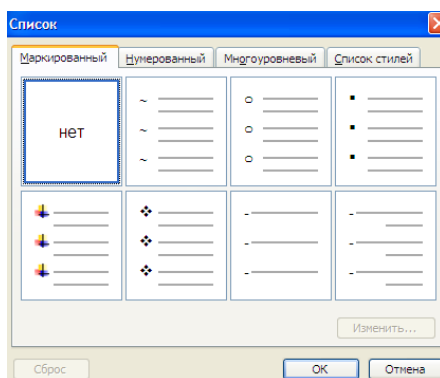 Список
Маркированный Нумерованный Многоуровневый Список стилей
нет
Изменить...
Сброс ОК Отмена